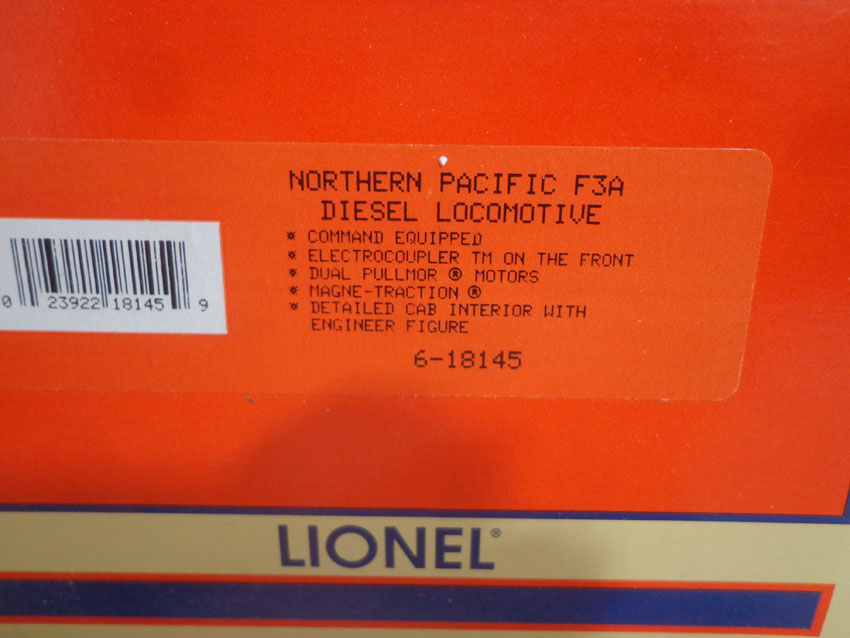 NORTHERN PACIFIC F3A
DIESEL LOCOMOTIVE
* COMMAND EQUIPPED
* ELECTROCOUPLER TM ON THE FRONT
* DUAL PULLMOR ® MOTORS
* MAGNE-TRACTION ®
* DETAILED CAB INTERIOR WITH
ENGINEER FIGURE
6-18145
0 23922 18145 9
LIONEL®